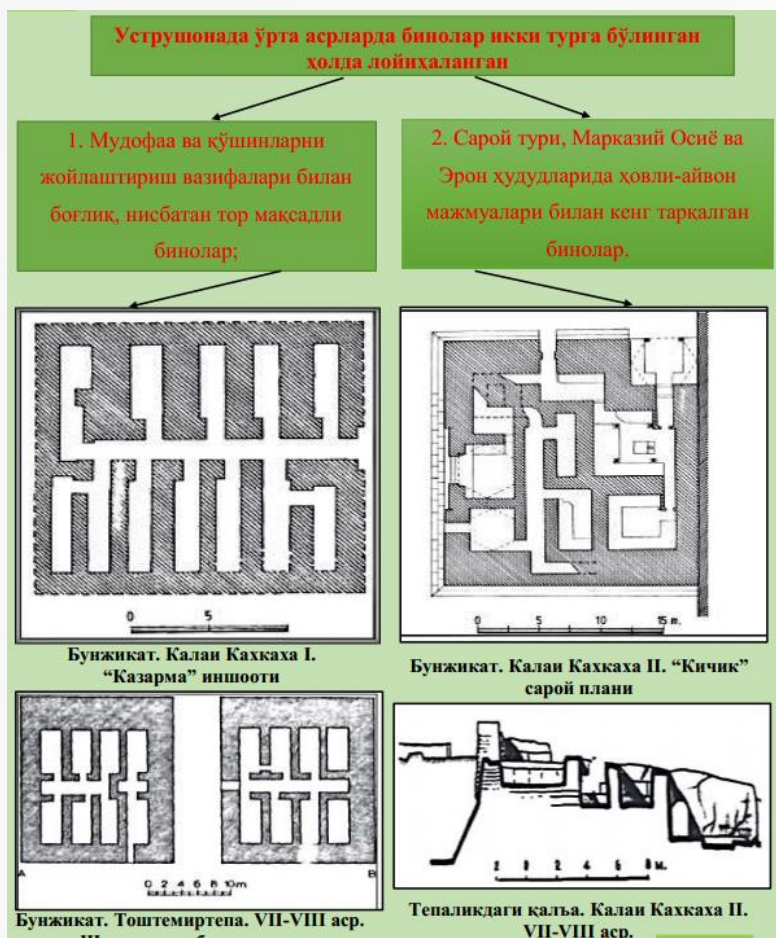 Уструшонада ўрта асрларда бинолар икки турга бўлинган
ҳолда лойиҳаланган
1. Мудофаа ва қўшинларни
жойлаштириш вазифалари билан
боғлиқ, нисбатан тор мақсадли
бинолар;
2. Сарой тури, Марказий Осиё ва
Эрон ҳудудларида ҳовли-айвон
мажмуалари билан кенг тарқалган
бинолар.
0 5
Бунжикат. Калаи Кахкаха I.
“Казарма” иншооти
0 5 10 15 м.
Бунжикат. Калаи Кахкаха II. “Кичик”
сарой плани
A B
0 2 4 6 8 10m
Бунжикат. Тоштемиртепа. VII-VIII аср.
2 0 2 4 6 8 м.
Тепаликдаги қалъа. Калаи Кахкаха II.
VII-VIII аср.